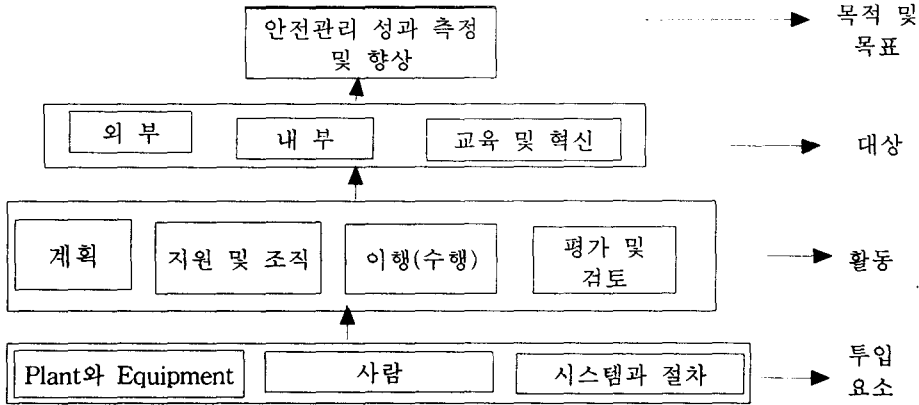 안전관리 성과 측정
및 향상
목적 및
목표
외 부
내 부
교육 및 혁신
대상
계획
지원 및 조직
이행(수행)
평가 및
검토
활동
Plant와 Equipment
사람
시스템과 절차
투입
요소